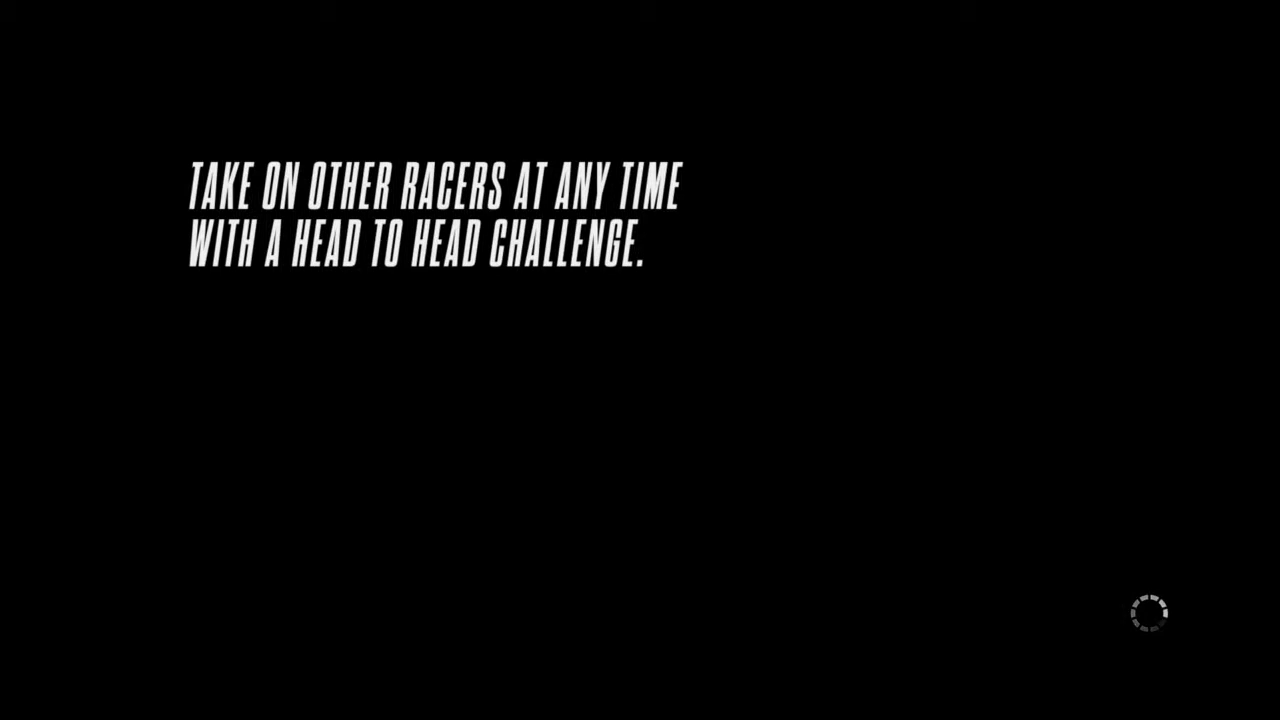 TAKE ON OTHER RACERS AT ANY TIME
WITH A HEAD TO HEAD CHALLENGE.